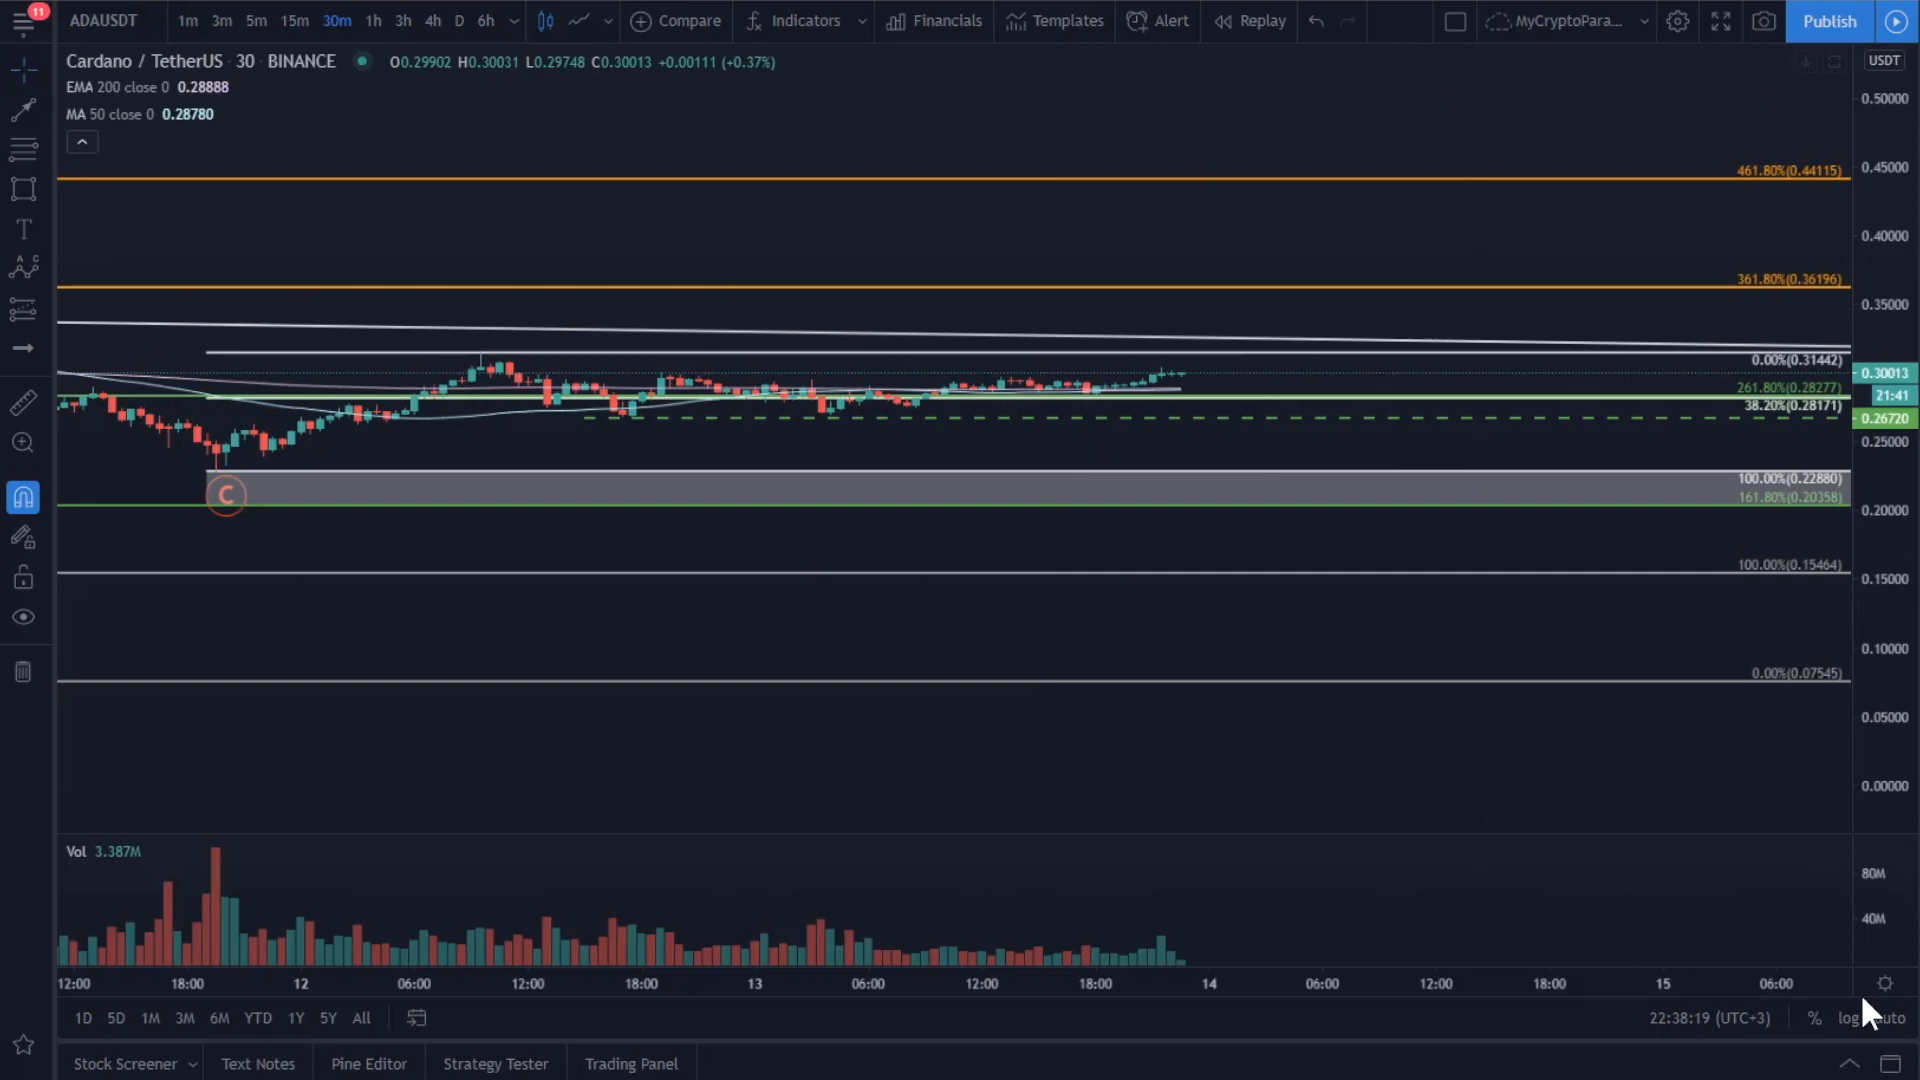 11
ADAUSDT 1m 3m 5m 15m 30m 1h 3h 4h D 6h Compare Indicators Financials Templates Alert Replay MyCryptoPara... Publish
Cardano / TetherUS · 30 · BINANCE O0.29902 H0.30031 L0.29748 C0.30013 +0.00111 (+0.37%)
USDT
EMA 200 close 0 0.28888
MA 50 close 0 0.28780
0.50000
461.80%(0.44115)
0.45000
0.40000
361.80%(0.36196)
0.35000
0.00%(0.31442)
0.30013
261.80%(0.28277)
21:41
38.20%(0.28171)
0.26720
0.25000
100.00%(0.22880)
C
161.80%(0.20358)
0.20000
100.00%(0.15464)
0.15000
0.10000
0.00%(0.07545)
0.05000
0.00000
Vol 3.387M
80M
40M
12:00 18:00 12 06:00 12:00 18:00 13 06:00 12:00 18:00 14 06:00 12:00 18:00 15 06:00
1D 5D 1M 3M 6M YTD 1Y 5Y All 22:38:19 (UTC+3) % log
Stock Screener Text Notes Pine Editor Strategy Tester Trading Panel